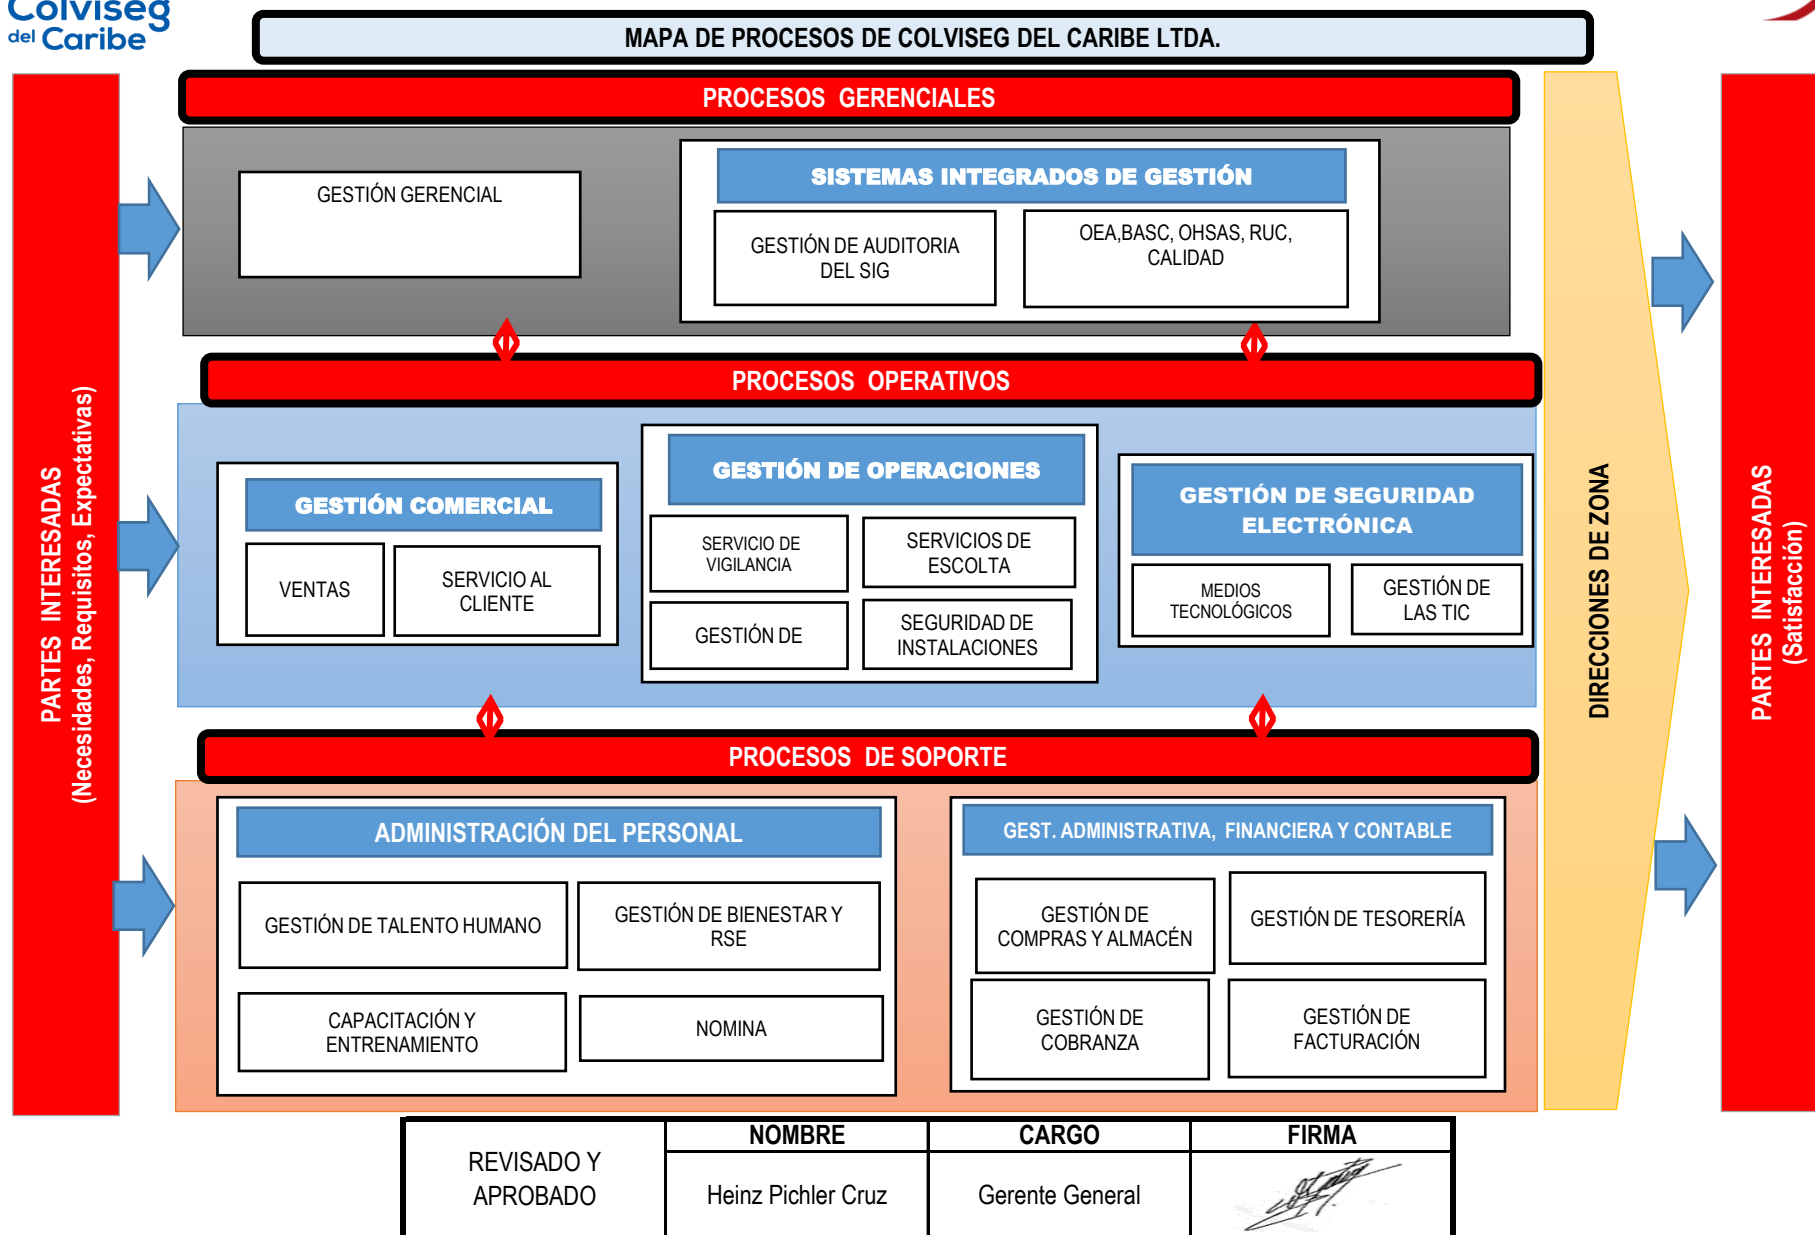 Colviseg
del Caribe
MAPA DE PROCESOS DE COLVISEG DEL CARIBE LTDA.
PROCESOS GERENCIALES
GESTIÓN GERENCIAL
SISTEMAS INTEGRADOS DE GESTIÓN
GESTIÓN DE AUDITORIA
DEL SIG
OEA,BASC, OHSAS, RUC,
CALIDAD
PROCESOS OPERATIVOS
GESTIÓN COMERCIAL
VENTAS
SERVICIO AL
CLIENTE
GESTIÓN DE OPERACIONES
SERVICIO DE
VIGILANCIA
SERVICIOS DE
ESCOLTA
GESTIÓN DE
SEGURIDAD DE
INSTALACIONES
GESTIÓN DE SEGURIDAD
ELECTRÓNICA
MEDIOS
TECNOLÓGICOS
GESTIÓN DE
LAS TIC
PROCESOS DE SOPORTE
ADMINISTRACIÓN DEL PERSONAL
GESTIÓN DE TALENTO HUMANO
GESTIÓN DE BIENESTAR Y
RSE
CAPACITACIÓN Y
ENTRENAMIENTO
NOMINA
GEST. ADMINISTRATIVA, FINANCIERA Y CONTABLE
GESTIÓN DE
COMPRAS Y ALMACÉN
GESTIÓN DE TESORERÍA
GESTIÓN DE
COBRANZA
GESTIÓN DE
FACTURACIÓN
PARTES INTERESADAS
(Necesidades, Requisitos, Expectativas)
DIRECCIONES DE ZONA
PARTES INTERESADAS
(Satisfacción)
REVISADO Y
APROBADO
NOMBRE
CARGO
FIRMA
Heinz Pichler Cruz
Gerente General